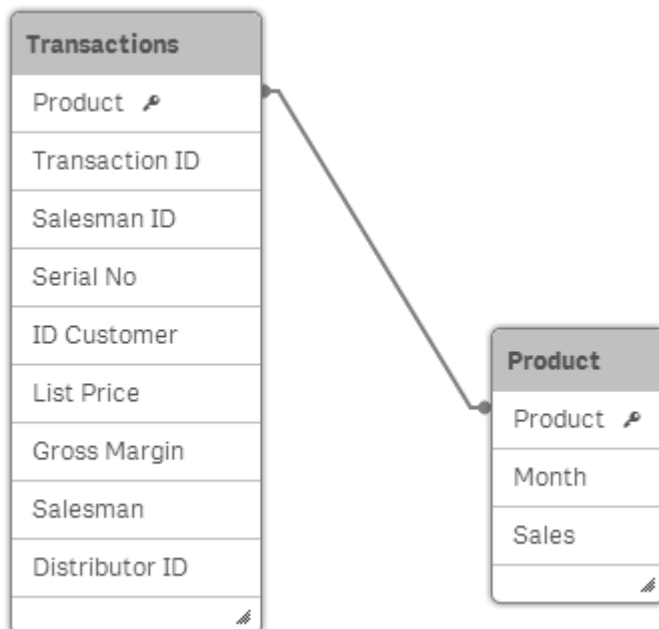 Transactions
Product
Transaction ID
Salesman ID
Serial No
ID Customer
List Price
Gross Margin
Salesman
Distributor ID
Product
Product
Month
Sales